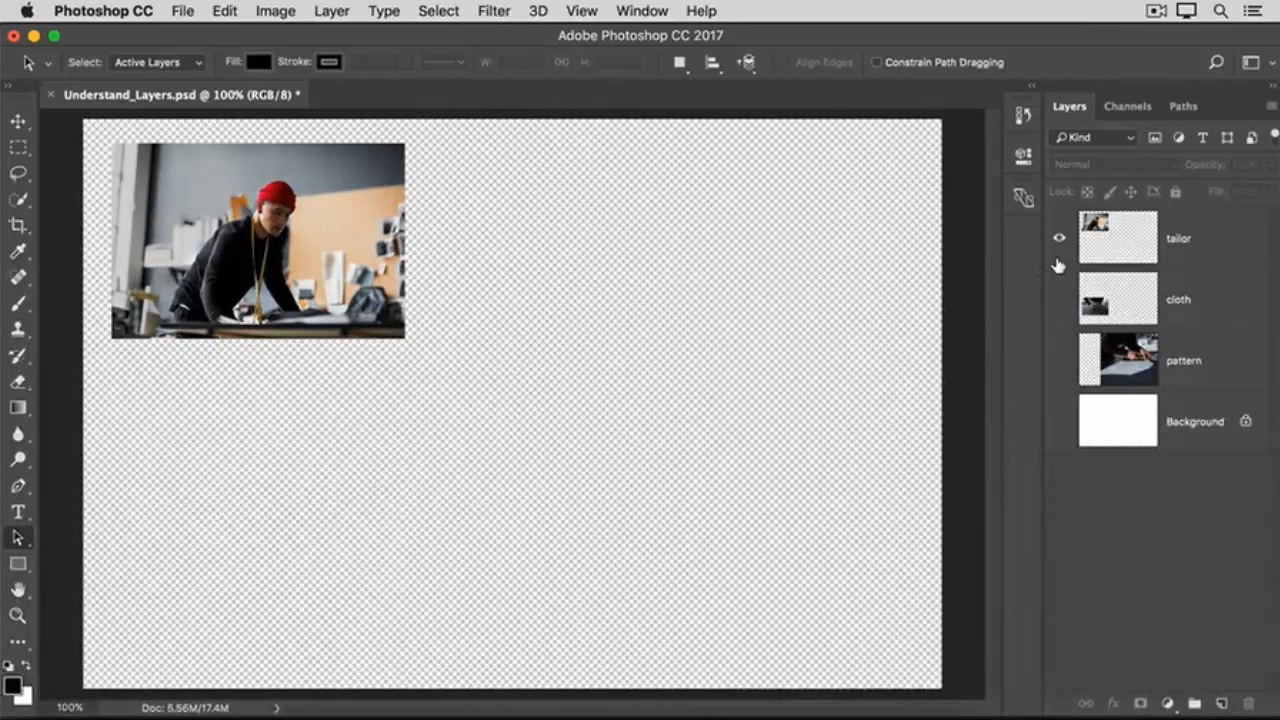 Photoshop CC File Edit Image Layer Type Select Filter 3D View Window Help
Adobe Photoshop CC 2017
Select: Active Layers Fill: Stroke: W: H: Align Edges Constrain Path Dragging
Understand_Layers.psd @ 100% (RGB/8) *
Layers Channels Paths
Kind
Normal Opacity:
Lock: Fill:
tailor
cloth
pattern
Background
100% Doc: 5.56M/17.4M